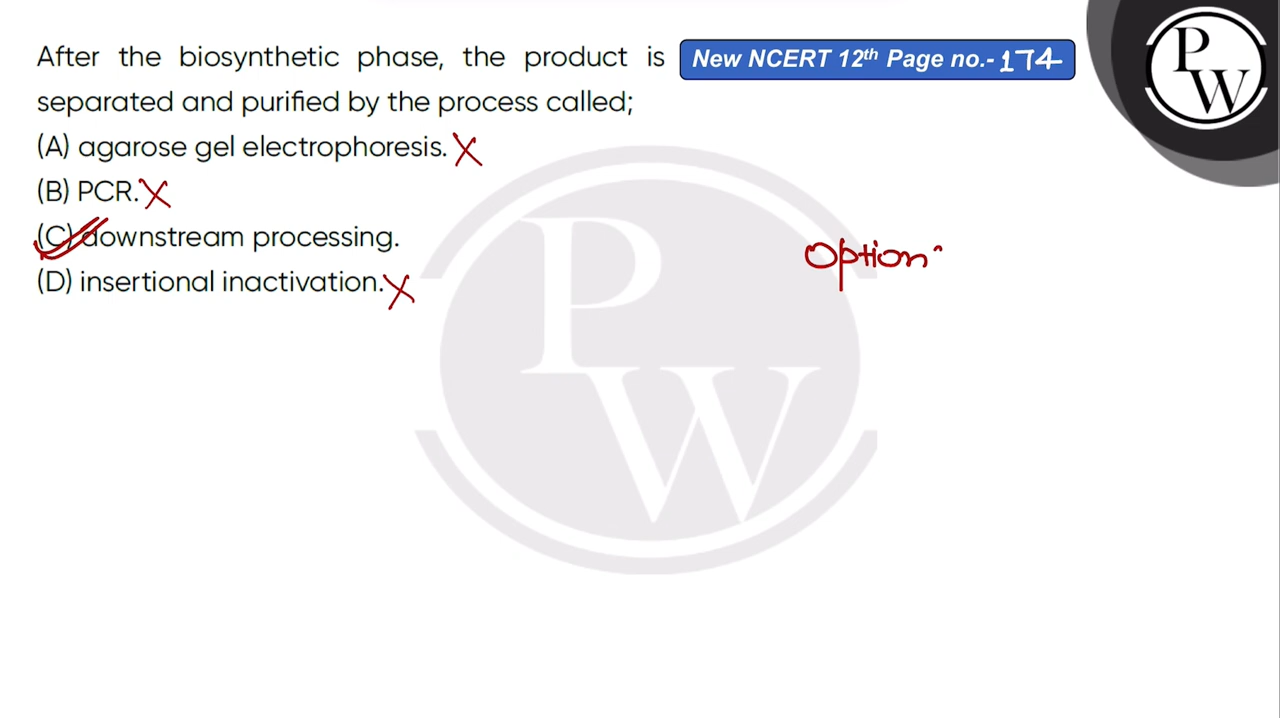 After the biosynthetic phase, the product is
New NCERT 12th Page no.- 174
separated and purified by the process called;
(A) agarose gel electrophoresis. X
(B) PCR. X
(C) downstream processing.
(D) insertional inactivation. X
Option
P
W
P
W